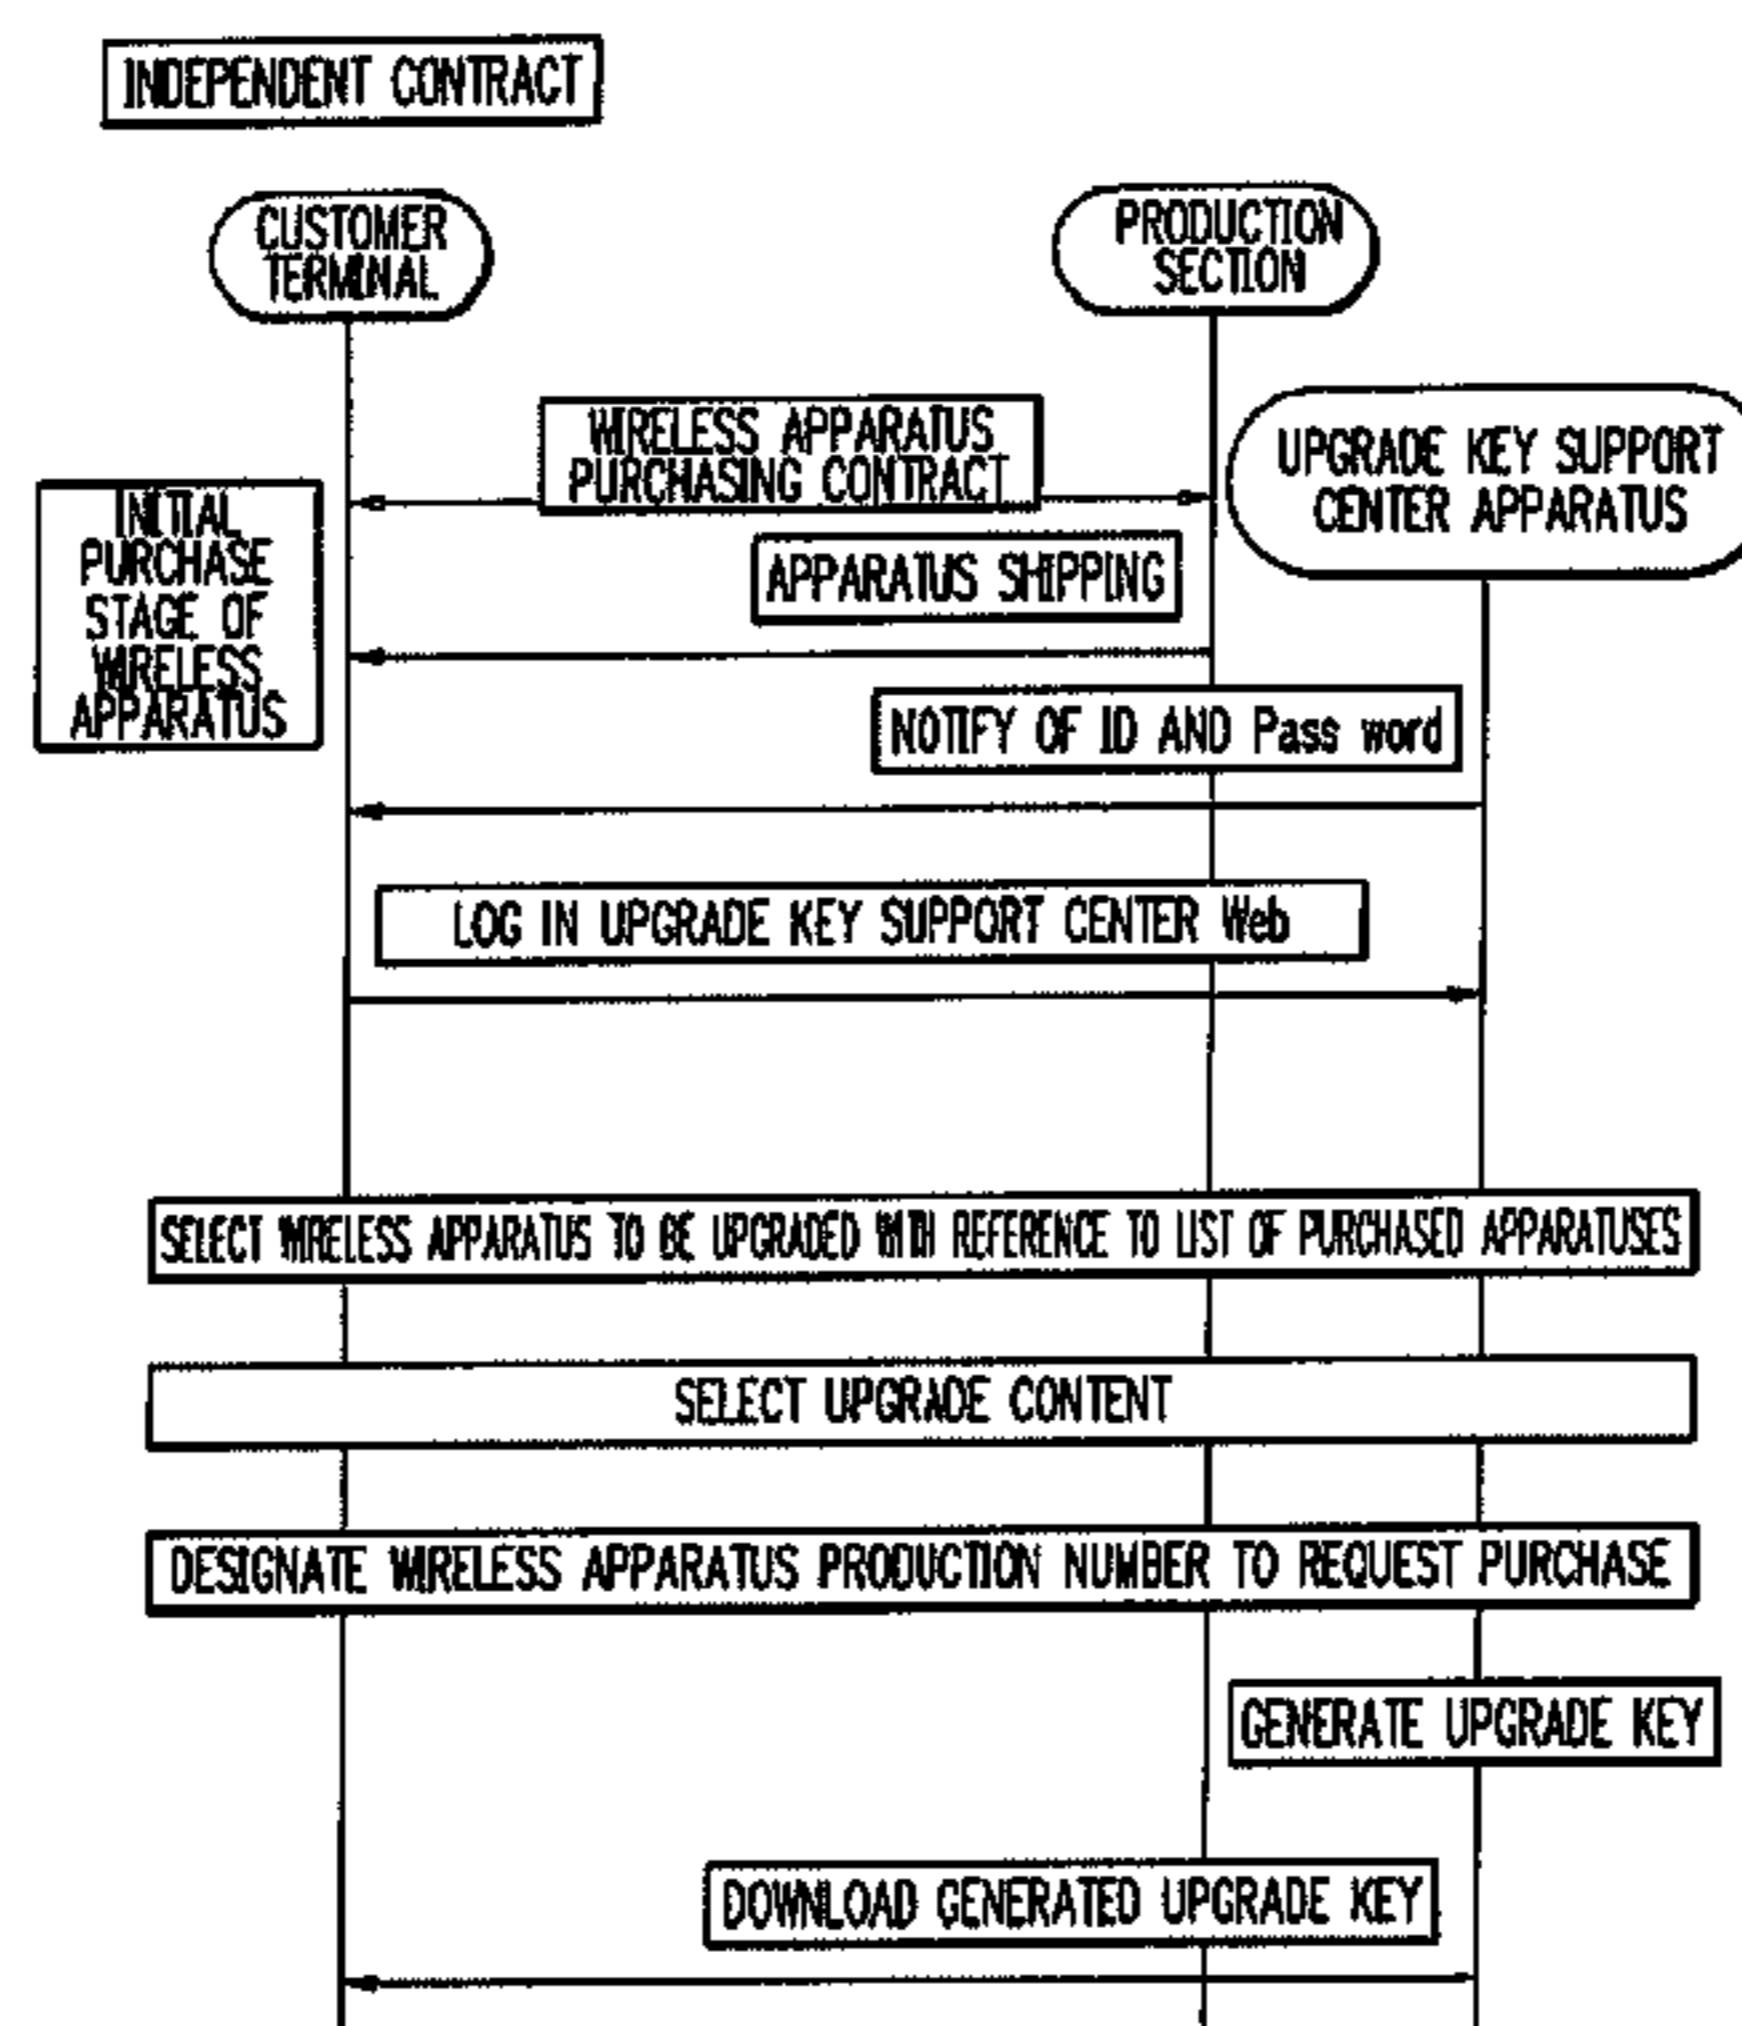 INDEPENDENT CONTRACT
CUSTOMER
TERMINAL
PRODUCTION
SECTION
WIRELESS APPARATUS
PURCHASING CONTRACT
UPGRADE KEY SUPPORT
CENTER APPARATUS
INITIAL
PURCHASE
STAGE OF
WIRELESS
APPARATUS
APPARATUS SHIPPING
NOTIFY OF ID AND Pass word
LOG IN UPGRADE KEY SUPPORT CENTER Web
SELECT WIRELESS APPARATUS TO BE UPGRADED WITH REFERENCE TO LIST OF PURCHASED APPARATUSES
SELECT UPGRADE CONTENT
DESIGNATE WIRELESS APPARATUS PRODUCTION NUMBER TO REQUEST PURCHASE
GENERATE UPGRADE KEY
DOWNLOAD GENERATED UPGRADE KEY